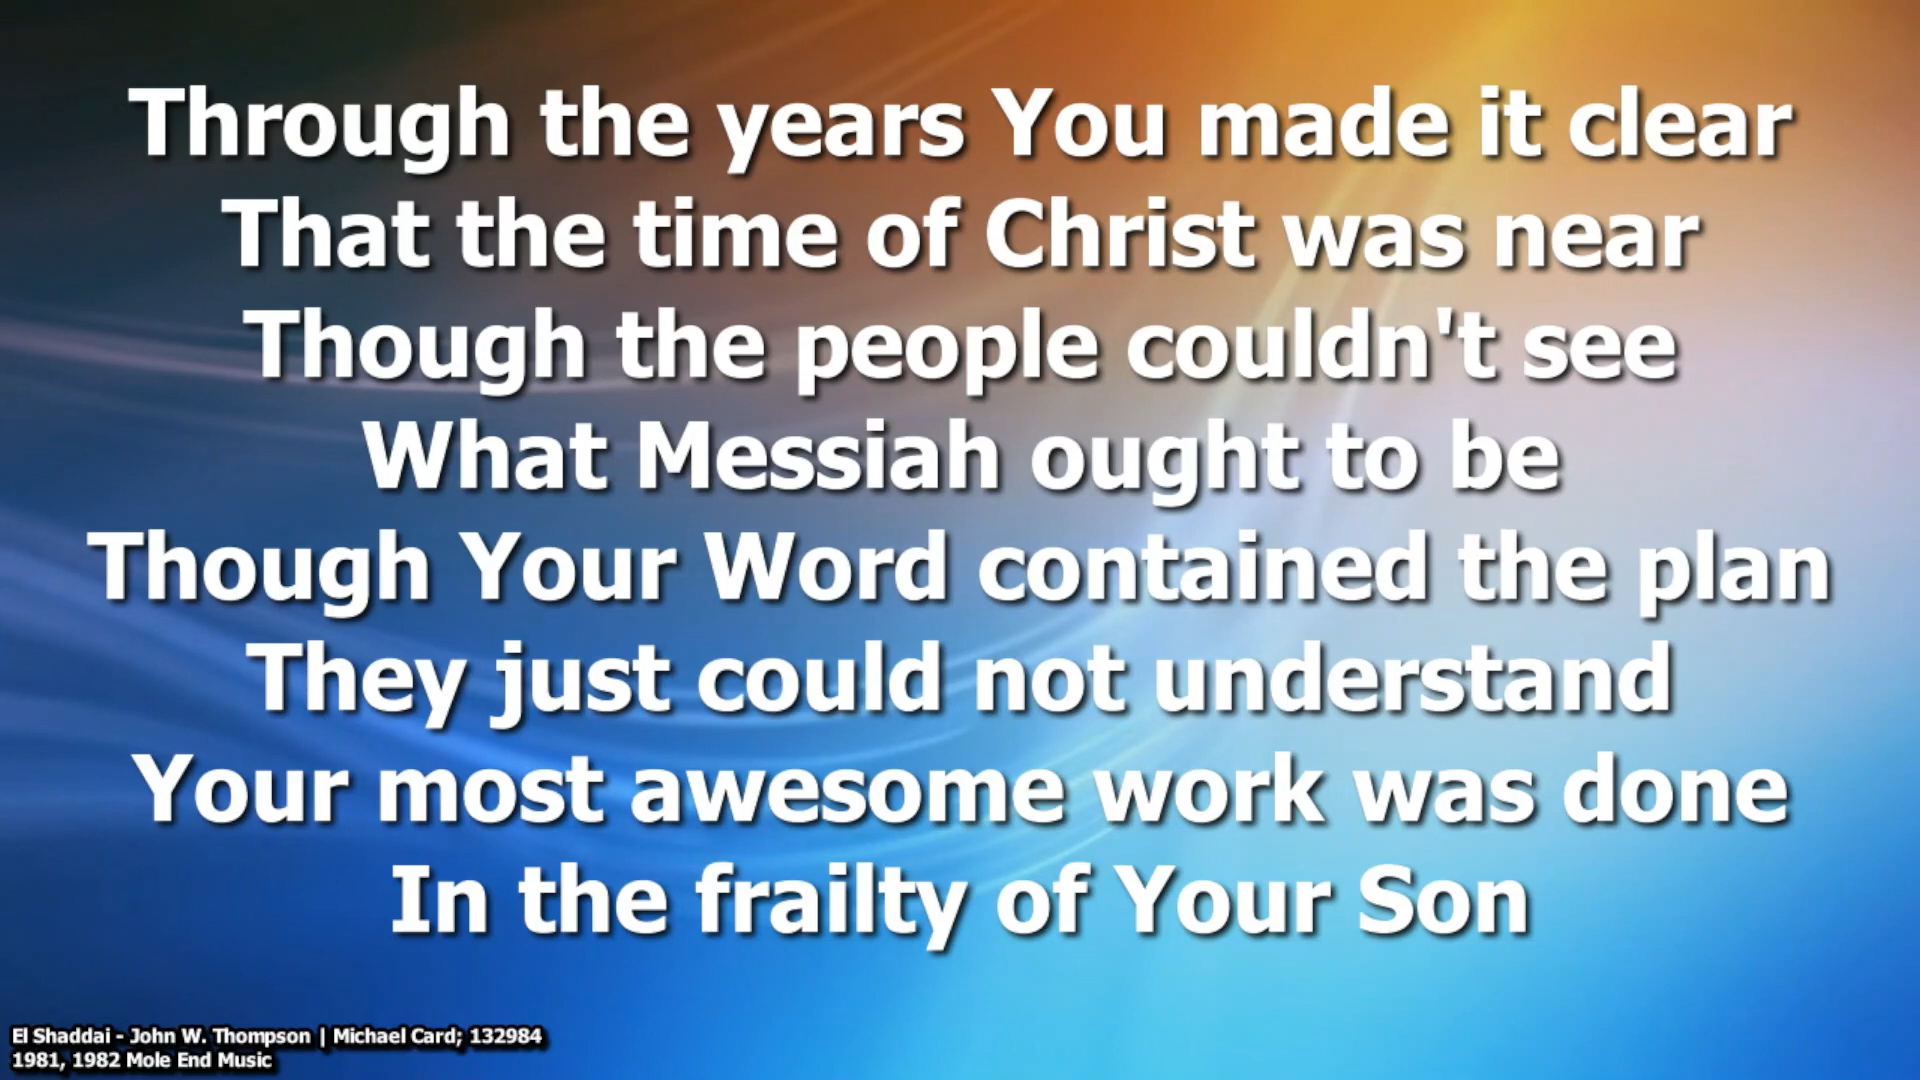 Through the years You made it clear
That the time of Christ was near
Though the people couldn't see
What Messiah ought to be
Though Your Word contained the plan
They just could not understand
Your most awesome work was done
In the frailty of Your Son
El Shaddai - John W. Thompson | Michael Card; 132984
1981, 1982 Mole End Music